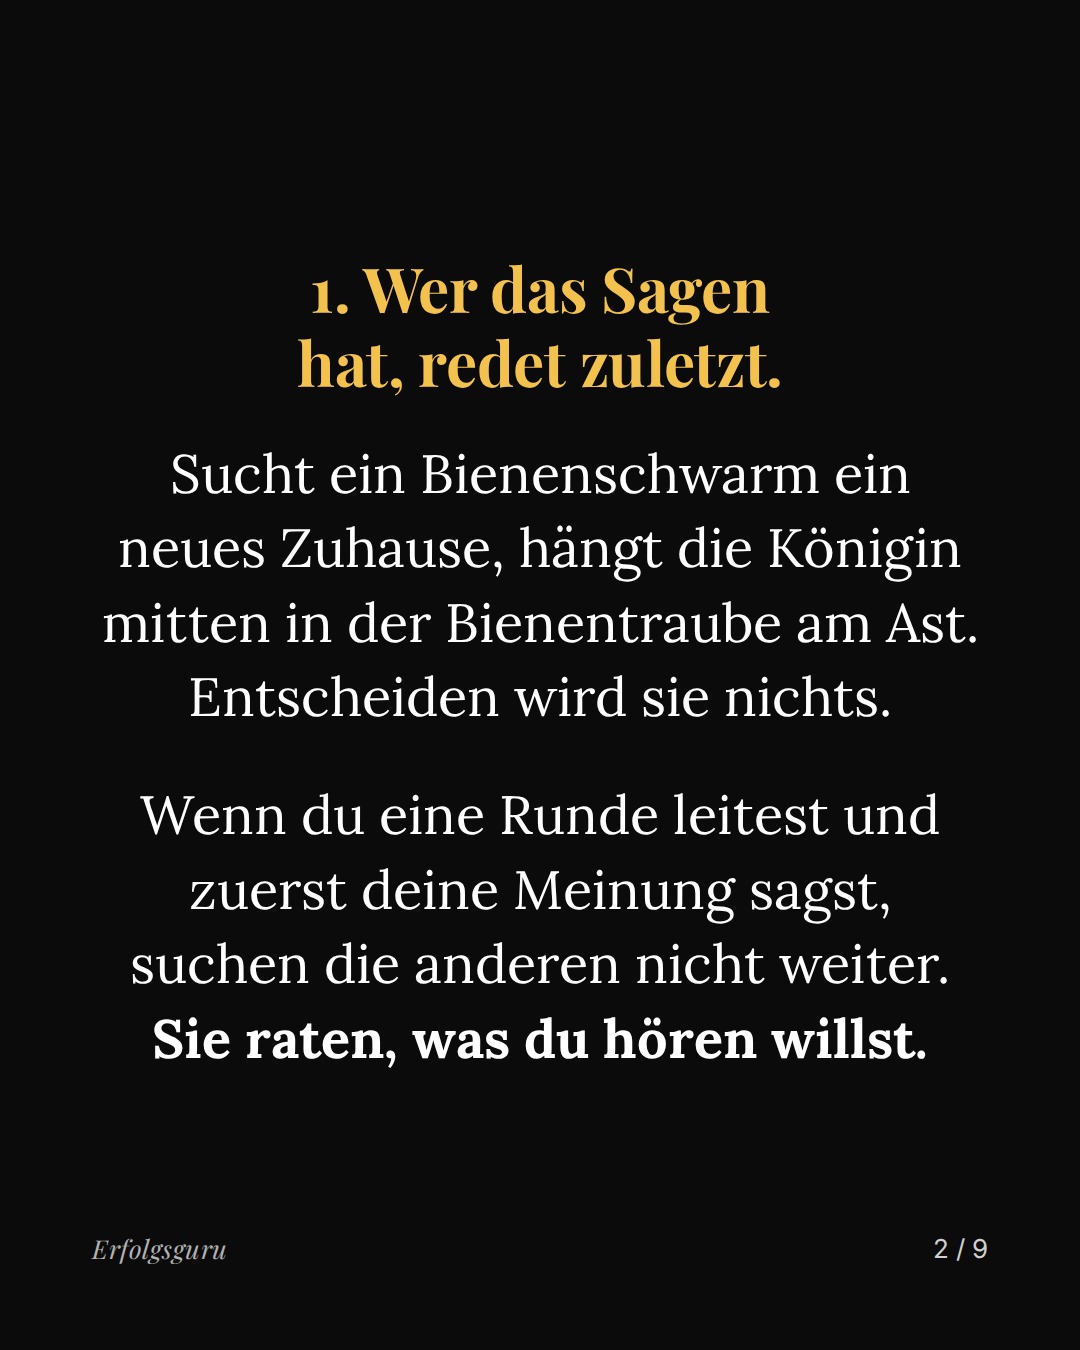 1. Wer das Sagen
hat, redet zuletzt.
Sucht ein Bienenschwarm ein
neues Zuhause, hängt die Königin
mitten in der Bienentraube am Ast.
Entscheiden wird sie nichts.
Wenn du eine Runde leitest und
zuerst deine Meinung sagst,
suchen die anderen nicht weiter.
Sie raten, was du hören willst.
Erfolgsguru
2 / 9